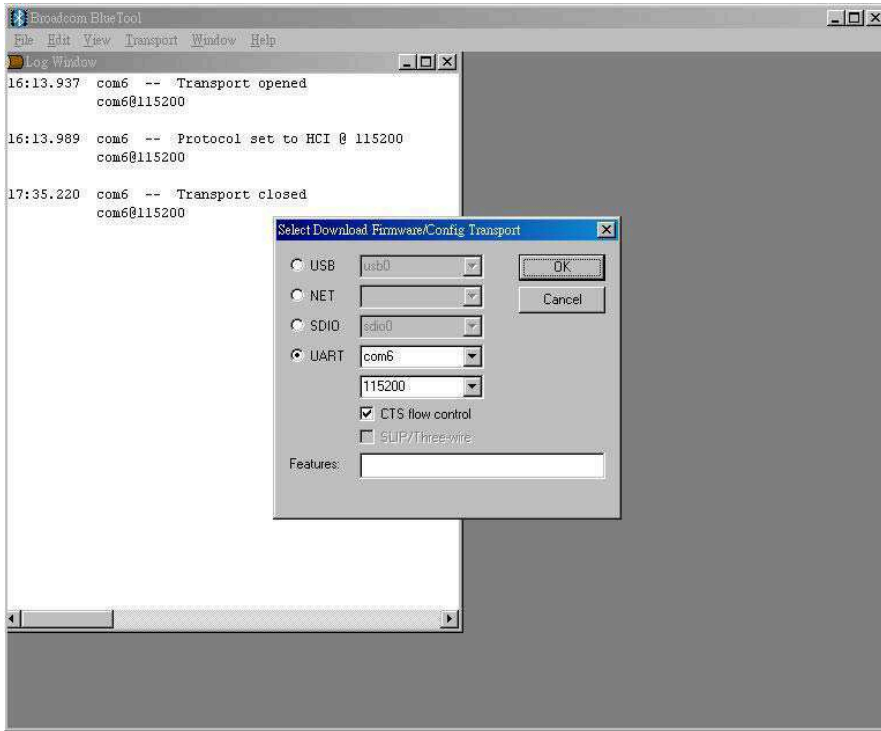 Broadcom BlueTool
File Edit View Transport Window Help
Log Window
16:13.937 com6 -- Transport opened
com6@115200
16:13.989 com6 -- Protocol set to HCI @ 115200
com6@115200
17:35.220 com6 -- Transport closed
com6@115200
Select Download Firmware/Config Transport
USB usb0 OK
NET Cancel
SDIO sdio0
UART com6
115200
CTS flow control
SLIP/Three-wire
Features: